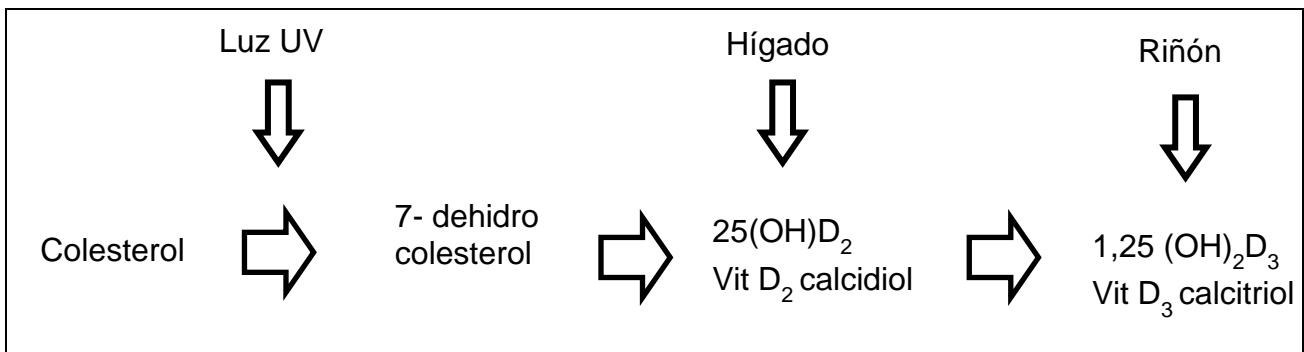 Luz UV
Hígado
Riñón
Colesterol
7- dehidro
colesterol
25(OH)D₂
Vit D₂ calcidiol
1,25 (OH)₂D₃
Vit D₃ calcitriol